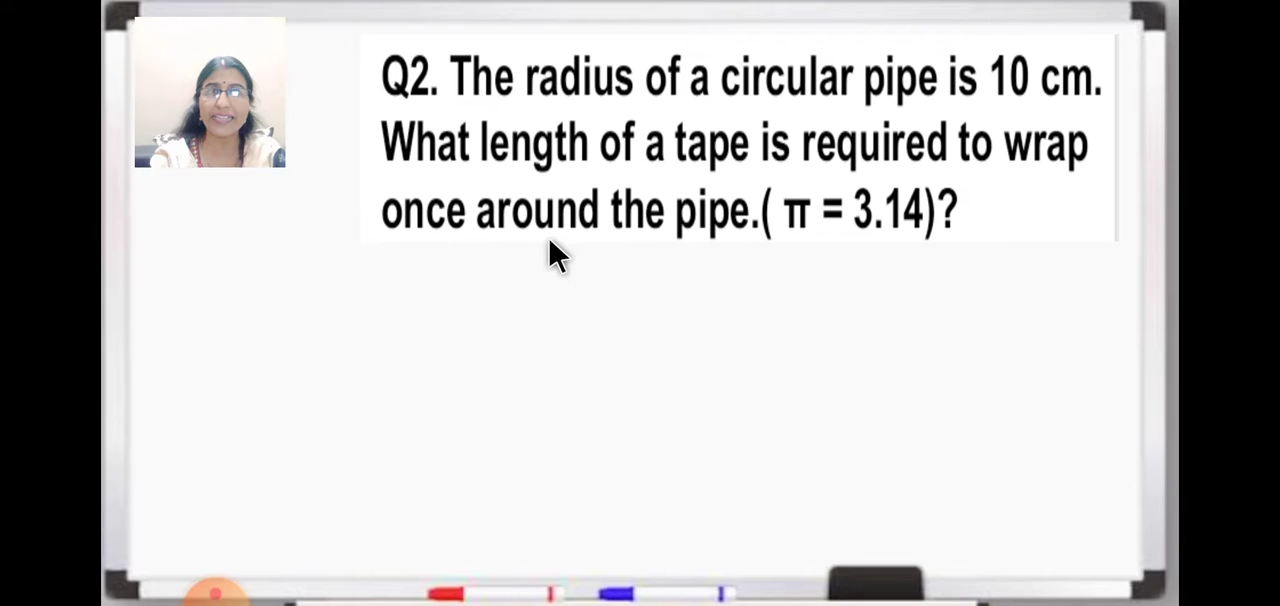 Q2. The radius of a circular pipe is 10 cm.
What length of a tape is required to wrap
once around the pipe.( π = 3.14)?